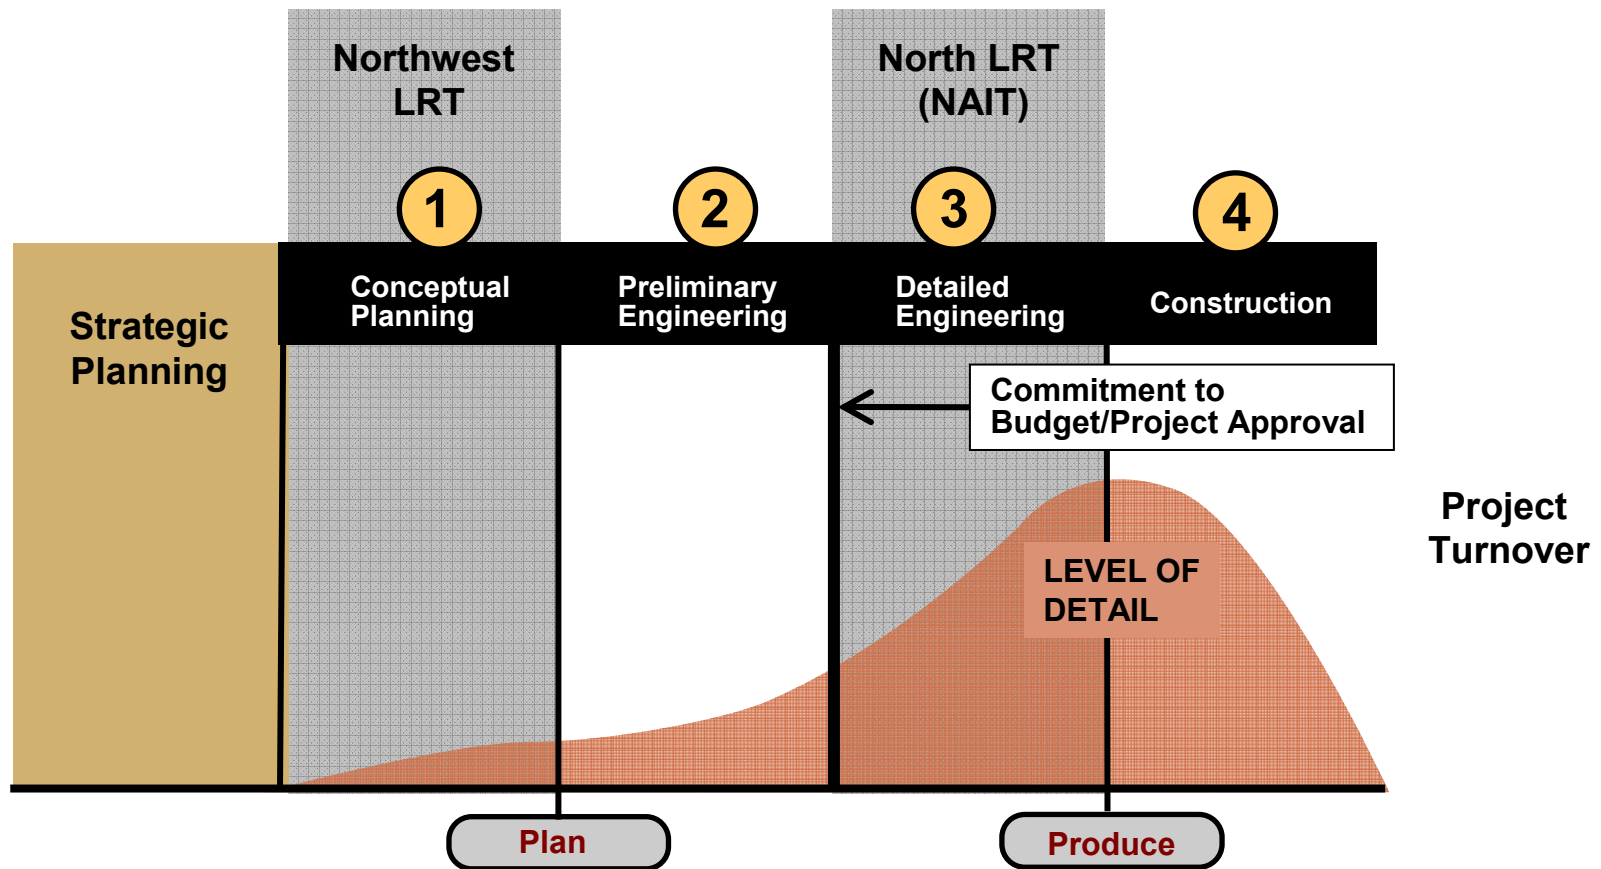 Northwest
LRT
North LRT
(NAIT)
1
2
3
4
Strategic
Planning
Conceptual
Planning
Preliminary
Engineering
Detailed
Engineering
Construction
Commitment to
Budget/Project Approval
Project
Turnover
LEVEL OF
DETAIL
Plan
Produce